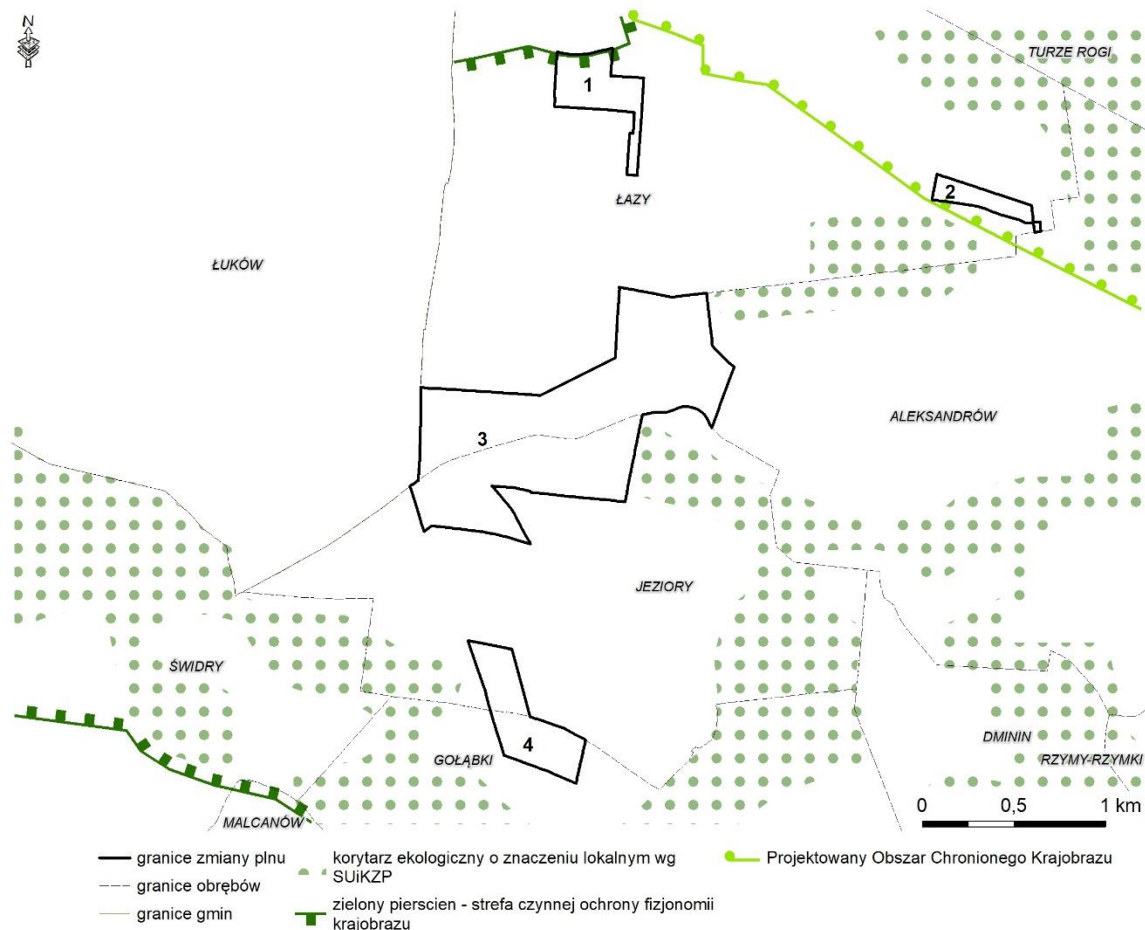 N
TURZE ROGI
1
2
ŁAZY
ŁUKÓW
ALEKSANDRÓW
3
JEZIORY
ŚWIDRY
4
GOŁĄBKI
DMININ
RZYMY-RZYMKI
MALCANÓW
0 0,5 1 km
granice zmiany plnu
granice obrębów
granice gmin
korytarz ekologiczny o znaczeniu lokalnym wg
SUiKZP
zielony pierscien - strefa czynnej ochrony fizjonomii
krajobrazu
Projektowany Obszar Chronionego Krajobrazu